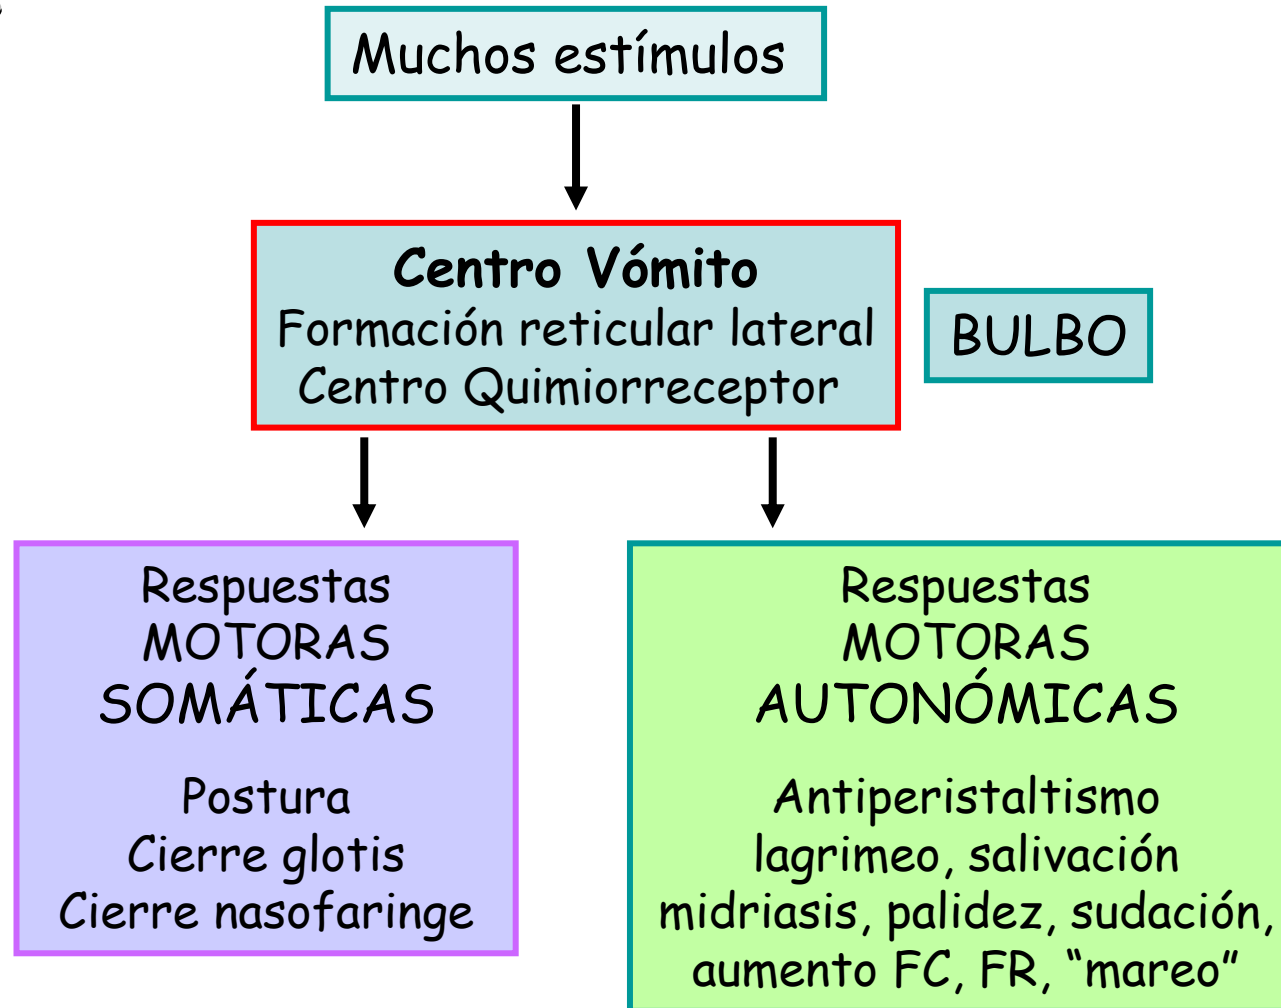 Muchos estímulos
Centro Vómito
Formación reticular lateral
Centro Quimiorreceptor
BULBO
Respuestas
MOTORAS
SOMÁTICAS
Postura
Cierre glotis
Cierre nasofaringe
Respuestas
MOTORAS
AUTONÓMICAS
Antiperistaltismo
lagrimeo, salivación
midriasis, palidez, sudación,
aumento FC, FR, “mareo”